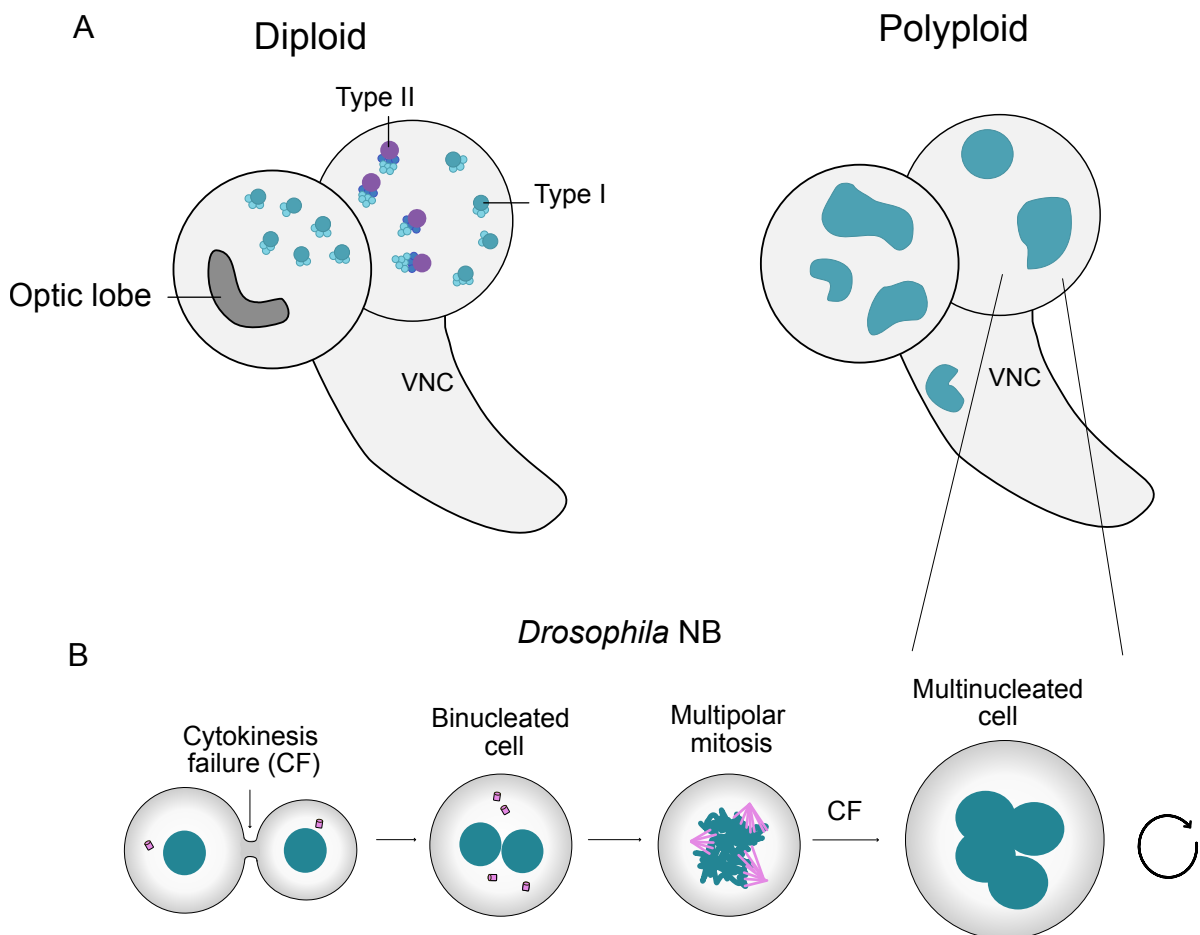 A
Diploid
Polyploid
Type II
Type I
Optic lobe
VNC
VNC
Drosophila NB
B
Cytokinesis
failure (CF)
Binucleated
cell
Multipolar
mitosis
CF
Multinucleated
cell